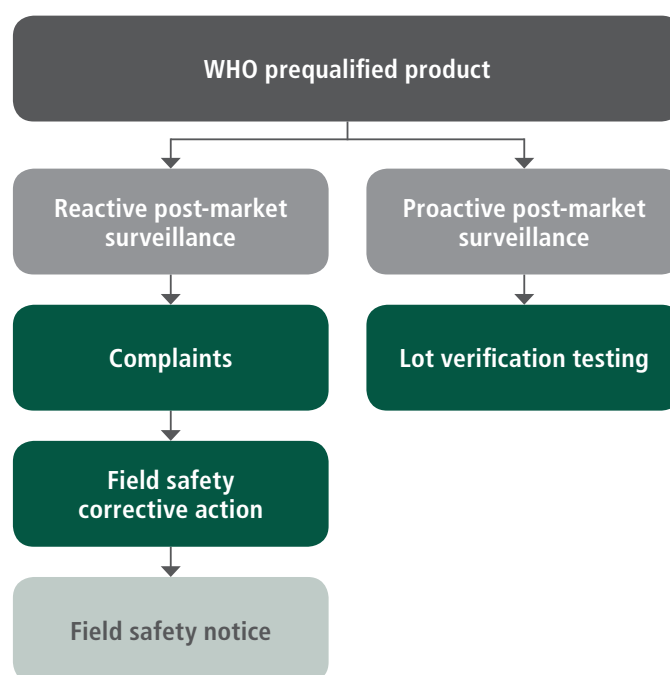 WHO prequalified product
Reactive post-market
surveillance
Proactive post-market
surveillance
Complaints
Lot verification testing
Field safety
corrective action
Field safety notice